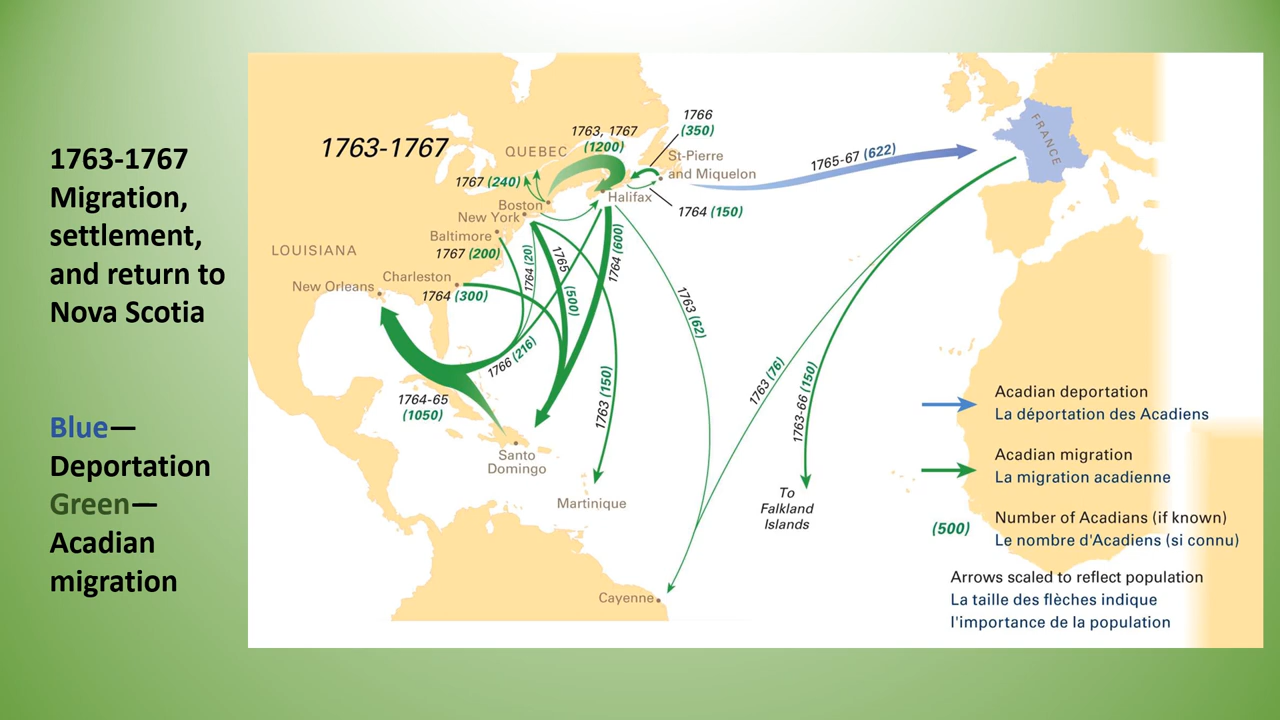 1763-1767
Migration,
settlement,
and return to
Nova Scotia
Blue—
Deportation
Green—
Acadian
migration
1763-1767
QUEBEC
1763, 1767
(1200)
1766
(350)
St-Pierre
and Miquelon
1767 (240)
Boston
Halifax
1764 (150)
New York
Baltimore
1767 (200)
LOUISIANA
Charleston
New Orleans
1764 (300)
1764 (20)
1765
(500)
1764 (600)
1763 (62)
1766 (216)
1764-65
(1050)
1763 (150)
Santo
Domingo
Martinique
Cayenne
1765-67 (622)
FRANCE
1763 (76)
1763-66 (150)
To
Falkland
Islands
Acadian deportation
La déportation des Acadiens
Acadian migration
La migration acadienne
(500)
Number of Acadians (if known)
Le nombre d'Acadiens (si connu)
Arrows scaled to reflect population
La taille des flèches indique
l'importance de la population